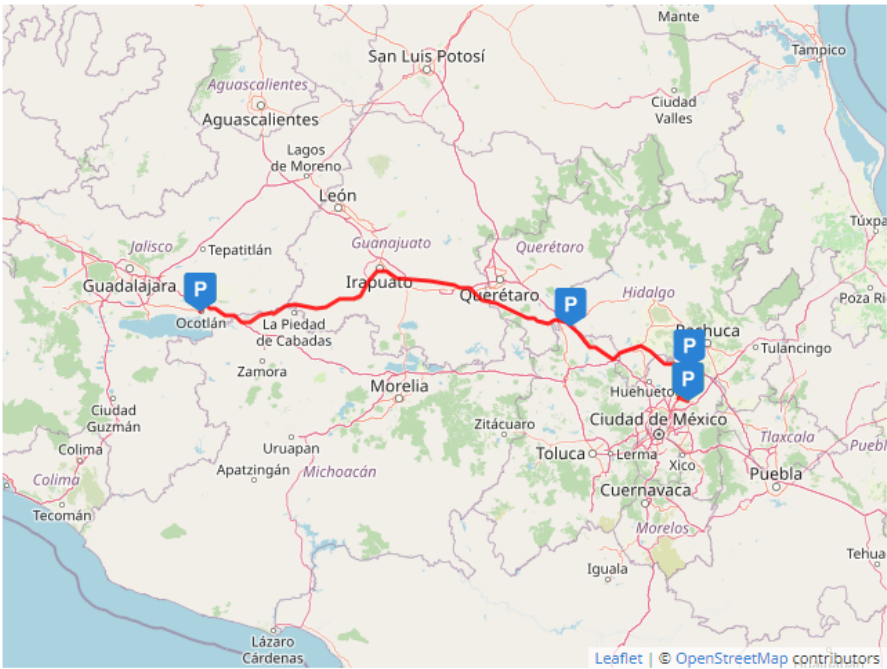 Mante
San Luis Potosí
Tampico
Aguascalientes
Ciudad
Valles
Aguascalientes
Lagos
de Moreno
León
Túxpa
Jalisco
Tepatitlán
Guanajuato
Querétaro
Guadalajara
P
Irapuato
Querétaro
Hidalgo
Poza Ri
P
Ocotlán
La Piedad
de Cabadas
Pachuca
P
Tulancingo
Zamora
P
Morelia
Huehueto
Ciudad
Guzmán
Zitácuaro
Ciudad de México
Colima
Uruapan
Tlaxcala
Puebl
Toluca
Lerma
Xico
Apatzingán
Michoacán
Puebla
Colima
Cuernavaca
Tecomán
Morelos
Iguala
Tehua
Lázaro
Cárdenas
Leaflet | © OpenStreetMap contributors